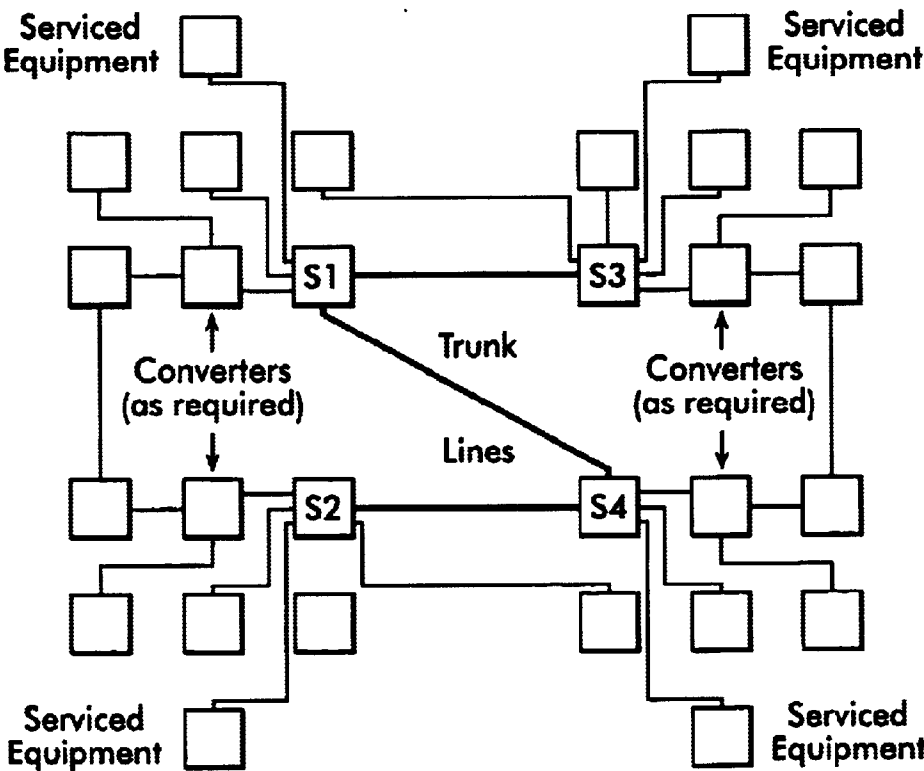 Serviced
Equipment
Serviced
Equipment
S1
S3
Trunk
Converters
(as required)
Converters
(as required)
Lines
S2
S4
Serviced
Equipment
Serviced
Equipment